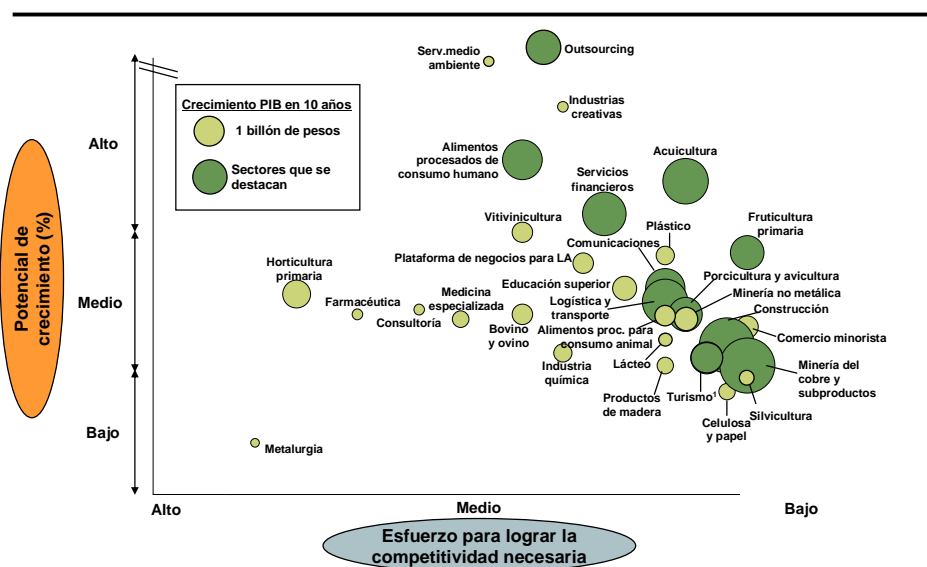 Serv.medio
ambiente
Outsourcing
Crecimiento PIB en 10 años
1 billón de pesos
Sectores que se
destacan
Industrias
creativas
Alto
Alimentos
procesados de
consumo humano
Acuicultura
Servicios
financieros
Vitivinicultura
Plástico
Fruticultura
primaria
Comunicaciones
Plataforma de negocios para LA
Horticultura
primaria
Porcicultura y avicultura
Educación superior
Minería no metálica
Potencial de
crecimiento (%)
Medio
Farmacéutica
Consultoría
Medicina
especializada
Logística y
transporte
Construcción
Bovino
y ovino
Alimentos proc. para
consumo animal
Comercio minorista
Industria
química
Lácteo
Minería del
cobre y
subproductos
Productos
de madera
Turismo¹
Silvicultura
Celulosa
y papel
Bajo
Metalurgia
Alto
Medio
Bajo
Esfuerzo para lograr la
competitividad necesaria